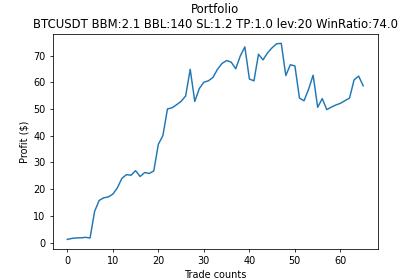 Portfolio
BTCUSDT BBM:2.1 BBL:140 SL:1.2 TP:1.0 lev:20 WinRatio:74.0
70
60
50
40
30
20
10
0
Profit ($)
0 10 20 30 40 50 60
Trade counts